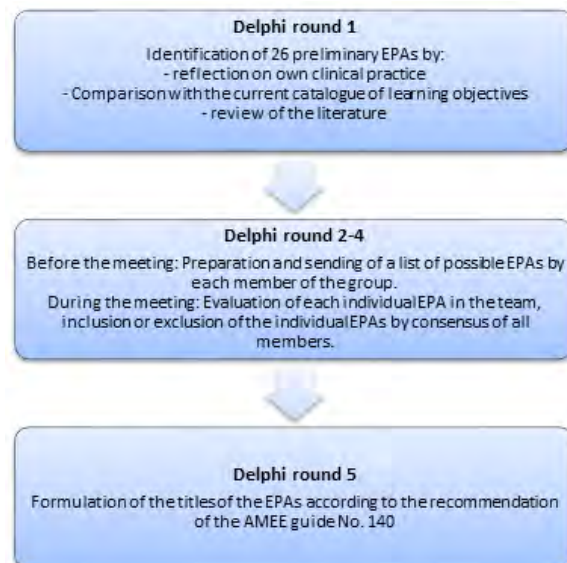 Delphi round 1
Identification of 26 preliminary EPAs by:
- reflection on own clinical practice
- Comparison with the current catalogue of learning objectives
- review of the literature
Delphi round 2-4
Before the meeting: Preparation and sending of a list of possible EPAs by
each member of the group.
During the meeting: Evaluation of each individual EPA in the team,
inclusion or exclusion of the individual EPAs by consensus of all
members.
Delphi round 5
Formulation of the titles of the EPAs according to the recommendation
of the AMEE guide No. 140